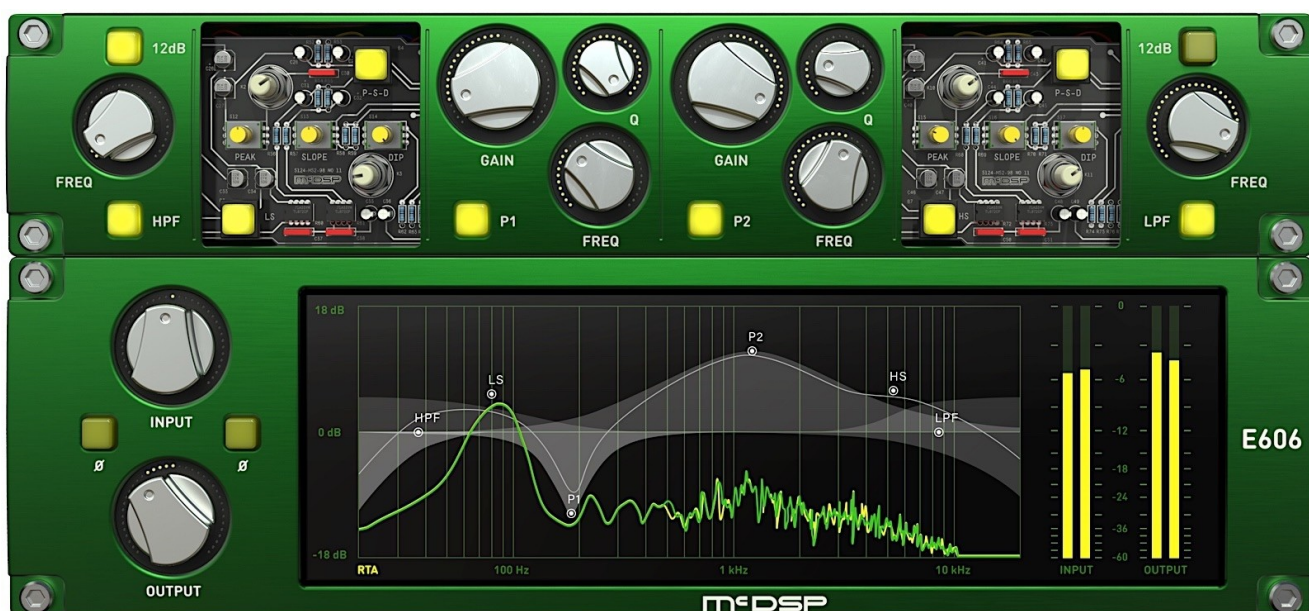 12dB
FREQ
HPF
P-S-D
PEAK
SLOPE
DIP
McDSP
LS
GAIN
Q
FREQ
P1
GAIN
Q
FREQ
P2
P-S-D
PEAK
SLOPE
DIP
McDSP
HS
12dB
FREQ
LPF
INPUT
Ø
Ø
OUTPUT
18 dB
0 dB
-18 dB
HPF
LS
P1
P2
HS
LPF
RTA
100 Hz
1 kHz
10 kHz
0
-6
-12
-18
-24
-36
-60
INPUT
OUTPUT
E606
McDSP